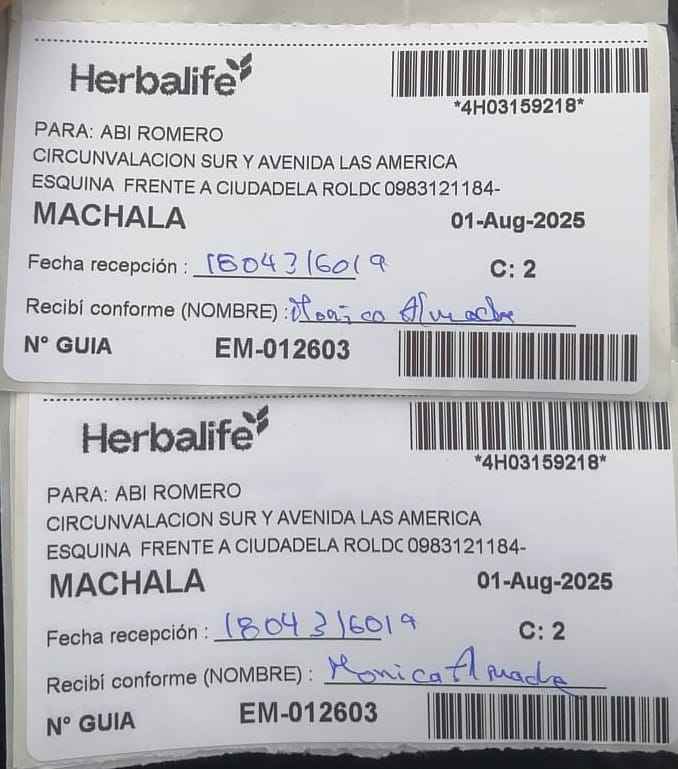 Herbalife
*4H03159218*
PARA: ABI ROMERO
CIRCUNVALACION SUR Y AVENIDA LAS AMERICA
ESQUINA FRENTE A CIUDADELA ROLDC 0983121184-
MACHALA 01-Aug-2025
Fecha recepción : 1804316019 C: 2
Recibí conforme (NOMBRE) : Monica
N° GUIA EM-012603
Herbalife
*4H03159218*
PARA: ABI ROMERO
CIRCUNVALACION SUR Y AVENIDA LAS AMERICA
ESQUINA FRENTE A CIUDADELA ROLDC 0983121184-
MACHALA 01-Aug-2025
Fecha recepción : 1804316019 C: 2
Recibí conforme (NOMBRE) : Monica
N° GUIA EM-012603